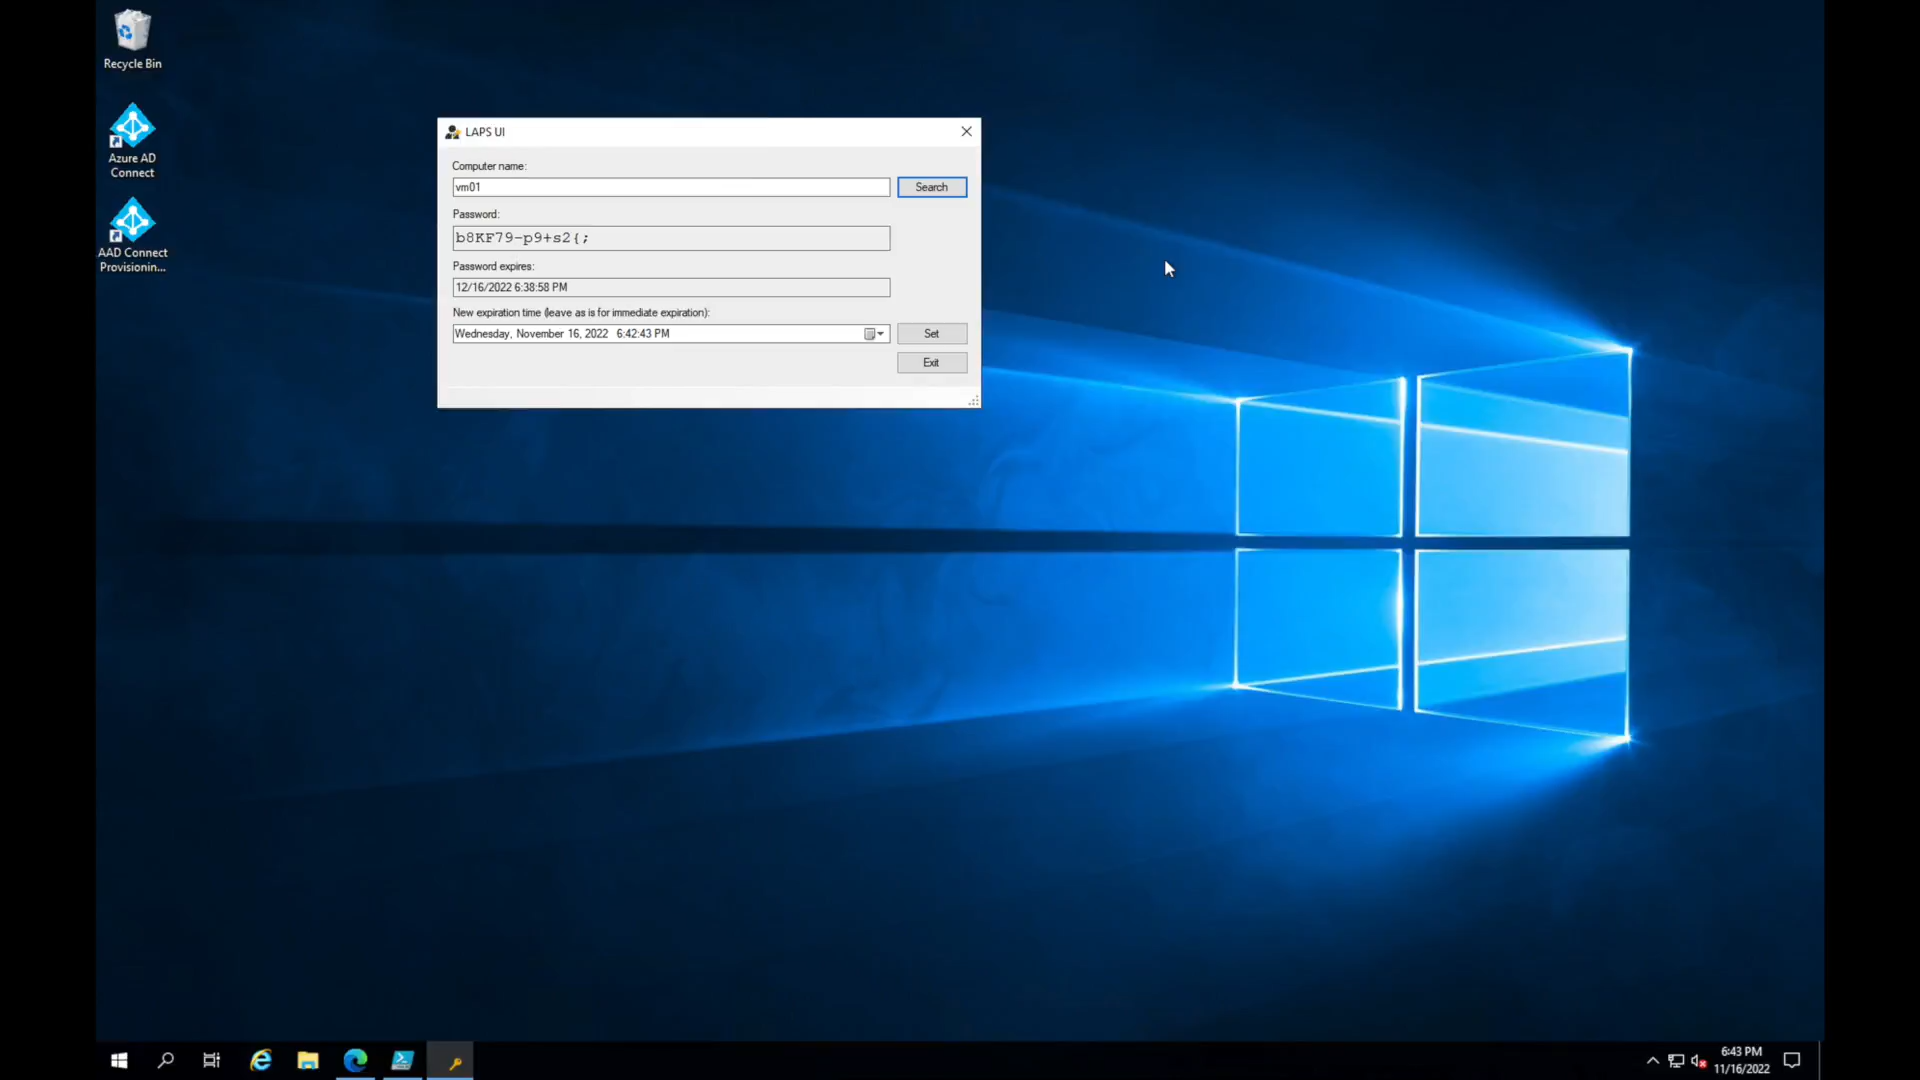 Recycle Bin
Azure AD
Connect
AAD Connect
Provisionin...
LAPS UI
Computer name:
vm01
Search
Password:
b8KF79-p9+s2{;
Password expires:
12/16/2022 6:38:58 PM
New expiration time (leave as is for immediate expiration):
Wednesday, November 16, 2022 6:42:43 PM
Set
Exit
6:43 PM
11/16/2022